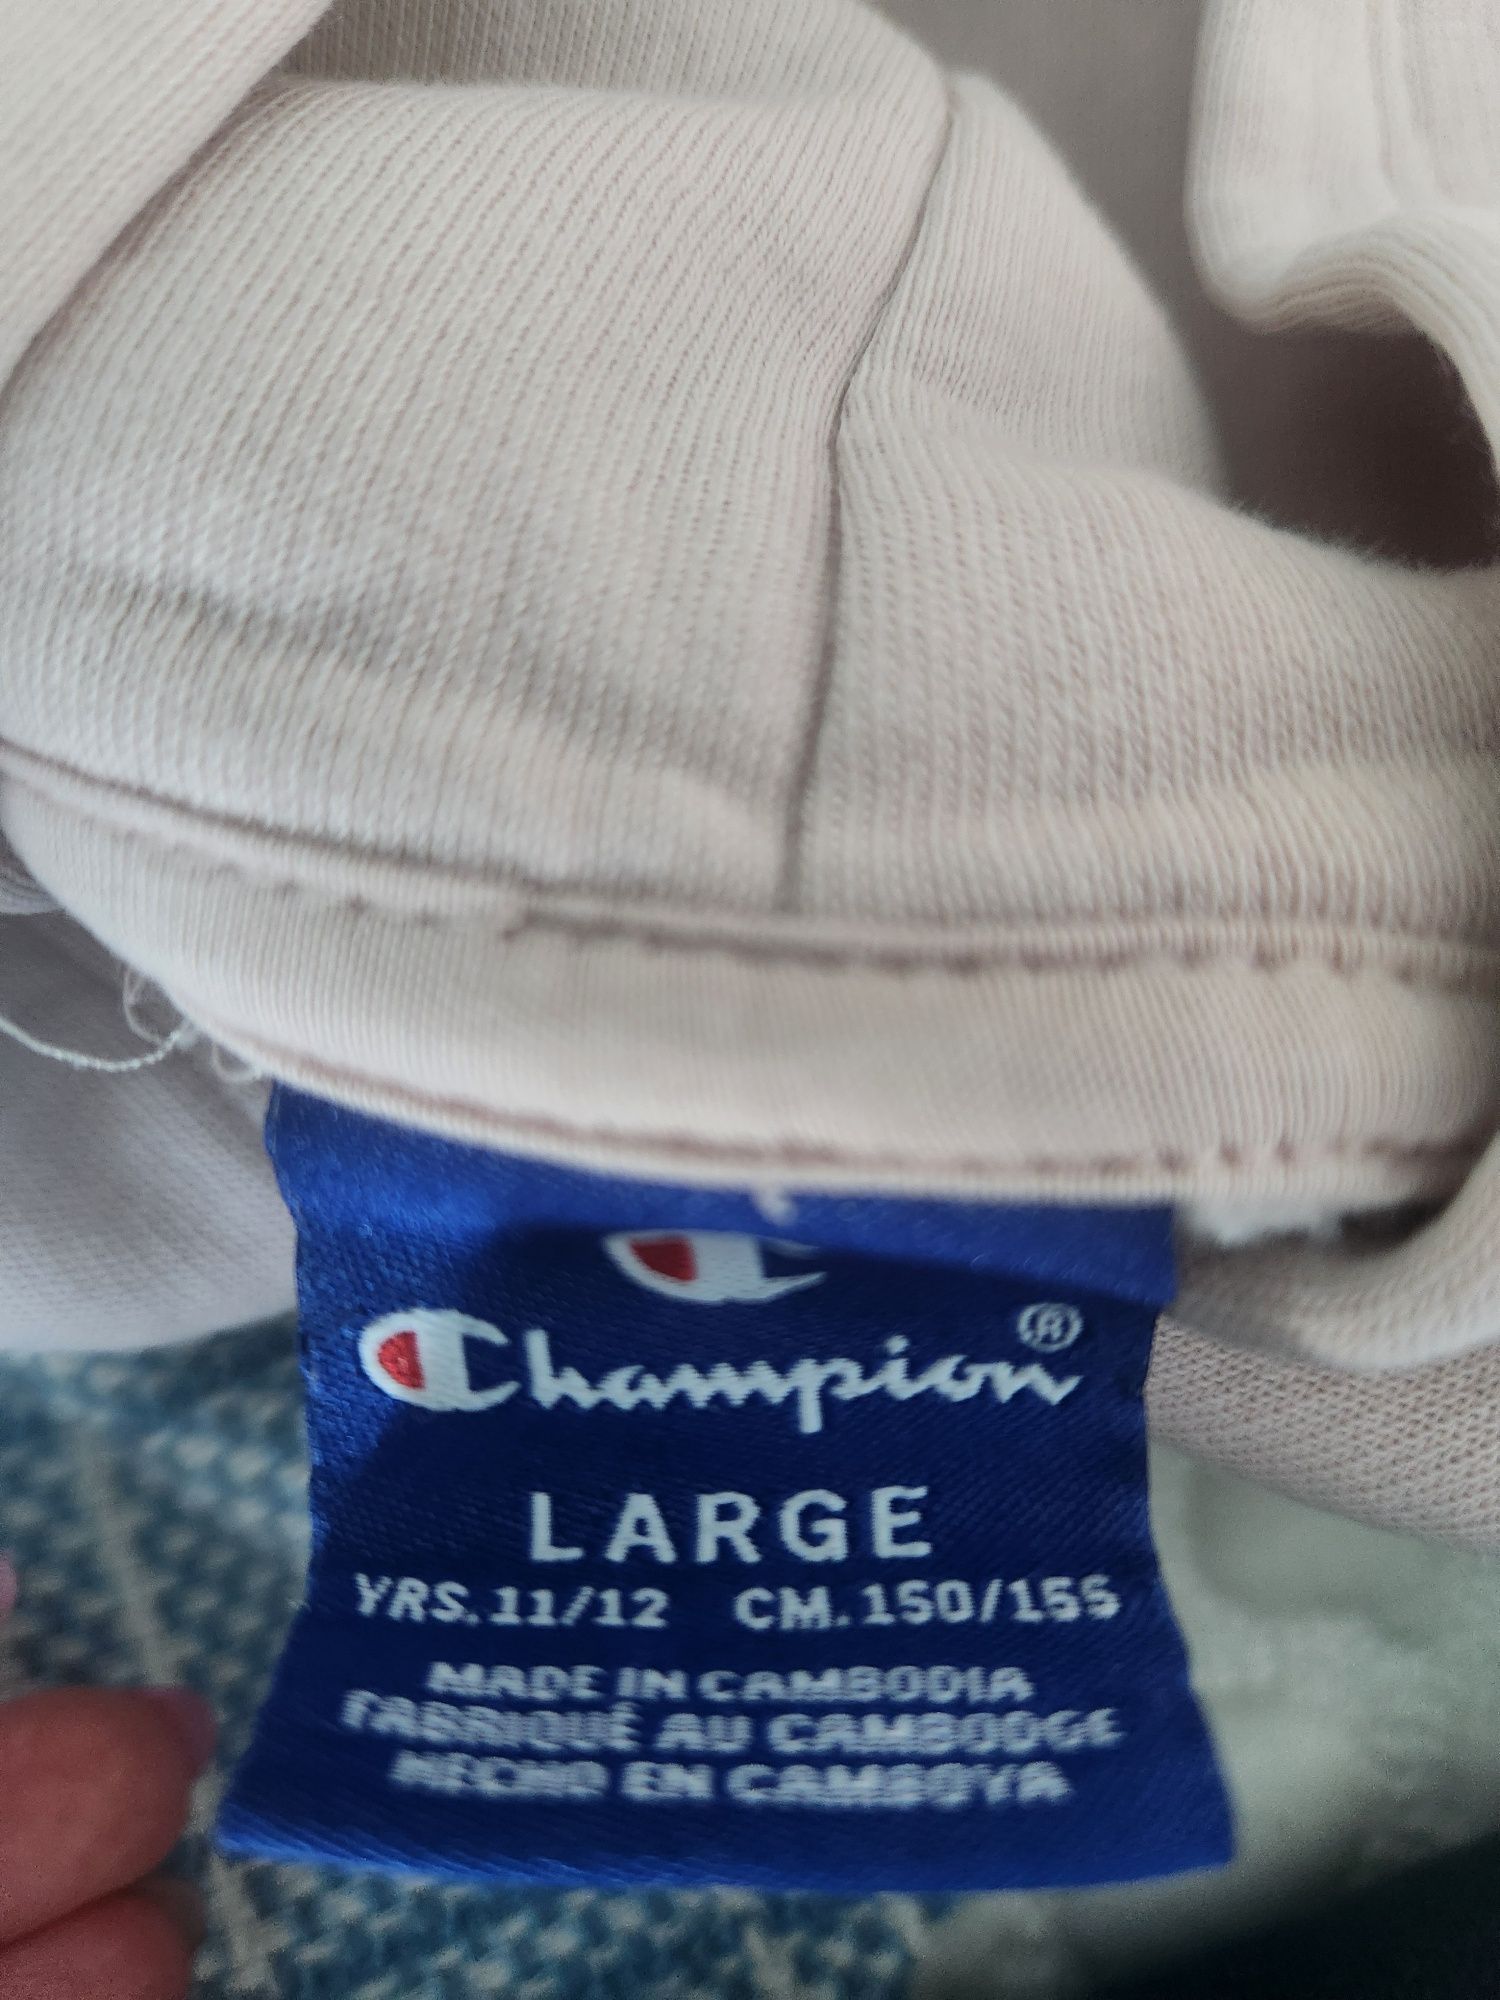 Champion®
LARGE
YRS.11/12 CM.150/155
MADE IN CAMBODIA
FABRIQUÉ AU CAMBODGE
HECHO EN CAMBOYA